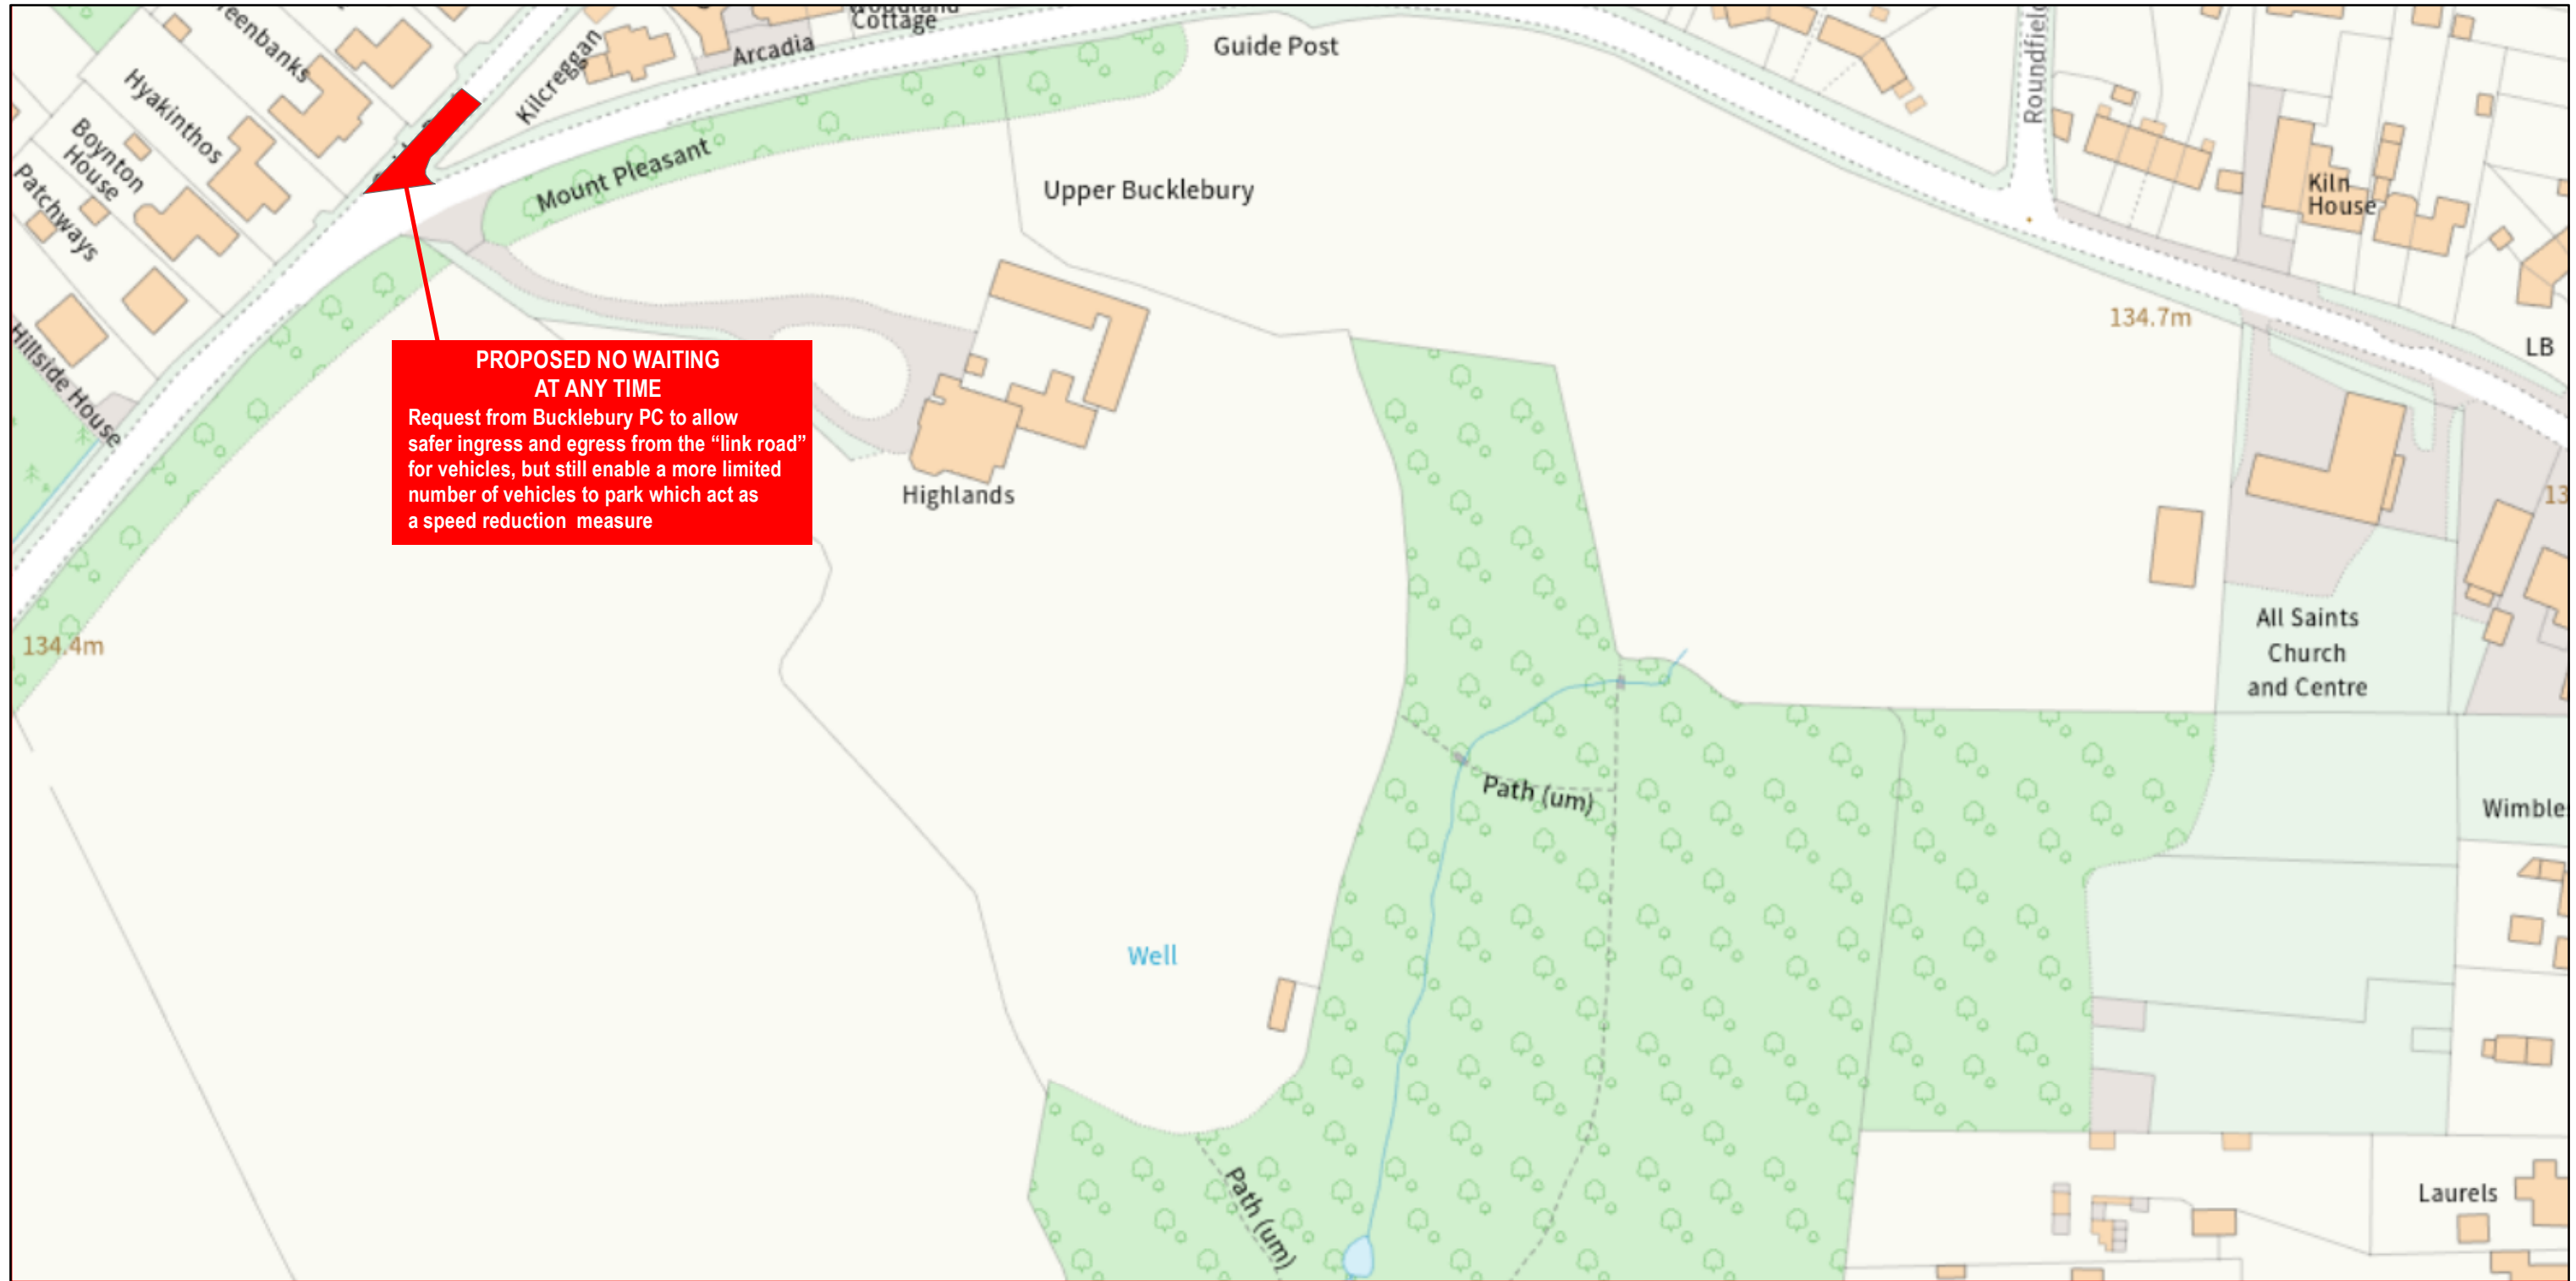 Cottage
Guide Post
Arcadia
Kilcreggan
Hyakinthos
Boynton
House
Patchways
Mount Pleasant
Upper Bucklebury
Kiln
House
134.7m
LB
Hillside House
PROPOSED NO WAITING
AT ANY TIME
Request from Bucklebury PC to allow
safer ingress and egress from the “link road”
for vehicles, but still enable a more limited
number of vehicles to park which act as
a speed reduction measure
Highlands
134.4m
All Saints
Church
and Centre
Path (um)
Wimble
Well
Path (um)
Laurels